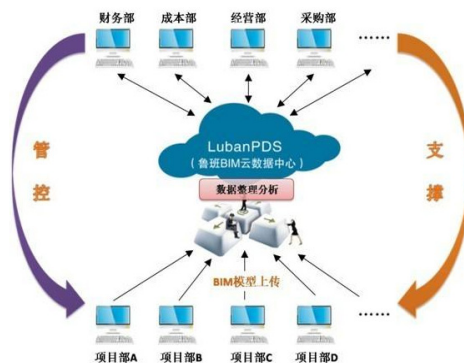 财务部 成本部 经营部 采购部 ……
LubanPDS
（鲁班BIM云数据中心）
管控
支撑
数据整理分析
BIM模型上传
……
项目部A 项目部B 项目部C 项目部D